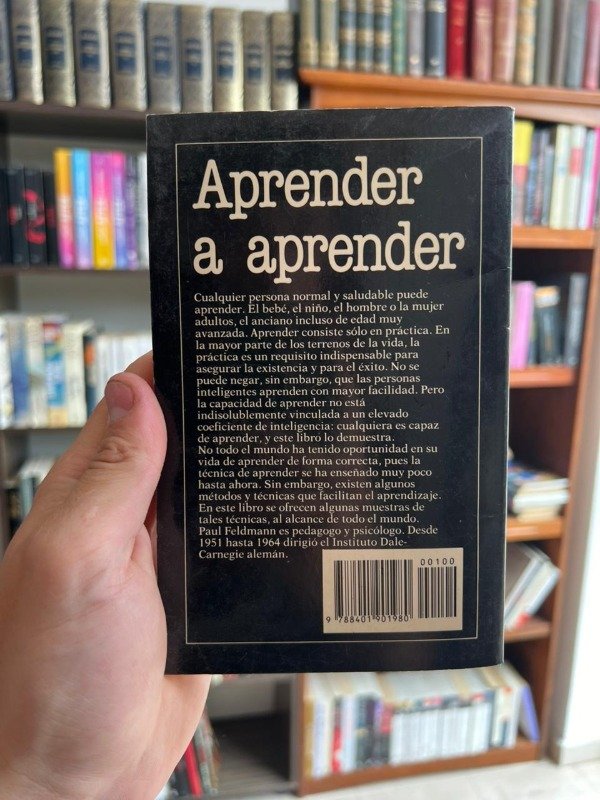 Aprender
a aprender
Cualquier persona normal y saludable puede
aprender. El bebé, el niño, el hombre o la mujer
adultos, el anciano incluso de edad muy
avanzada. Aprender consiste sólo en práctica. En
la mayor parte de los terrenos de la vida, la
práctica es un requisito indispensable para
asegurar la existencia y para el éxito. No se
puede negar, sin embargo, que las personas
inteligentes aprenden con mayor facilidad. Pero
la capacidad de aprender no está
indisolublemente vinculada a un elevado
coeficiente de inteligencia: cualquiera es capaz
de aprender, y este libro lo demuestra.
No todo el mundo ha tenido oportunidad en su
vida de aprender de forma correcta, pues la
técnica de aprender se ha enseñado muy poco
hasta ahora. Sin embargo, existen algunos
métodos y técnicas que facilitan el aprendizaje.
En este libro se ofrecen algunas muestras de
tales técnicas, al alcance de todo el mundo.
Paul Feldmann es pedagogo y psicólogo. Desde
1951 hasta 1964 dirigió el Instituto Dale-
Carnegie alemán.
00100
9 788401 901980